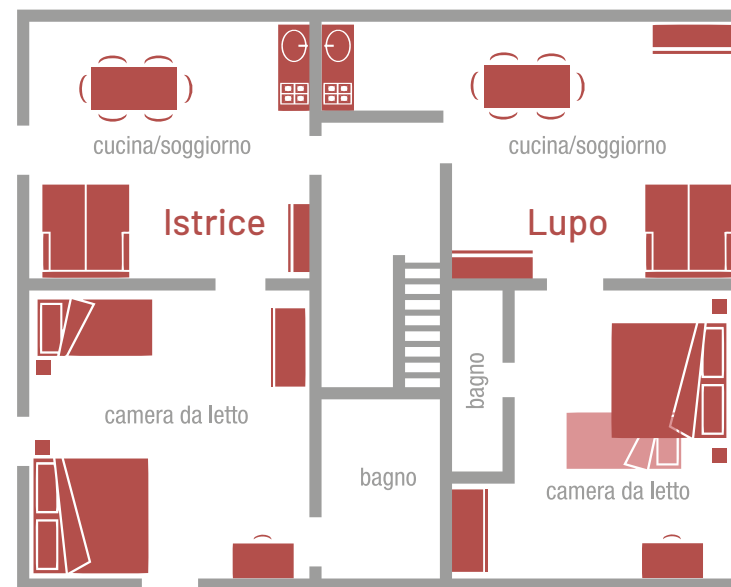 cucina/soggiorno
cucina/soggiorno
Istrice
Lupo
bagno
camera da letto
bagno
camera da letto